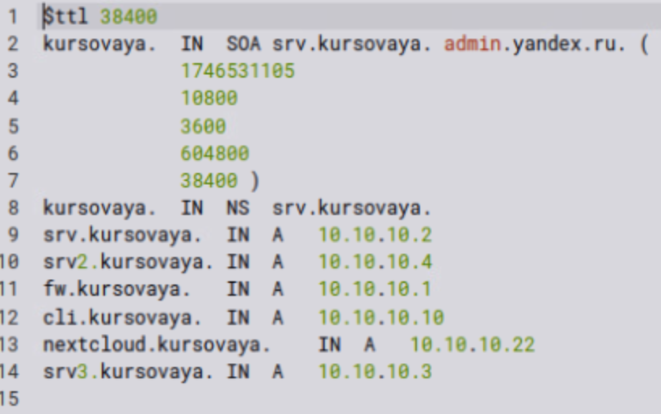 1 $ttl 38400
2 kursovaya. IN SOA srv.kursovaya. admin.yandex.ru. (
3 1746531105
4 10800
5 3600
6 604800
7 38400 )
8 kursovaya. IN NS srv.kursovaya.
9 srv.kursovaya. IN A 10.10.10.2
10 srv2.kursovaya. IN A 10.10.10.4
11 fw.kursovaya. IN A 10.10.10.1
12 cli.kursovaya. IN A 10.10.10.10
13 nextcloud.kursovaya. IN A 10.10.10.22
14 srv3.kursovaya. IN A 10.10.10.3
15